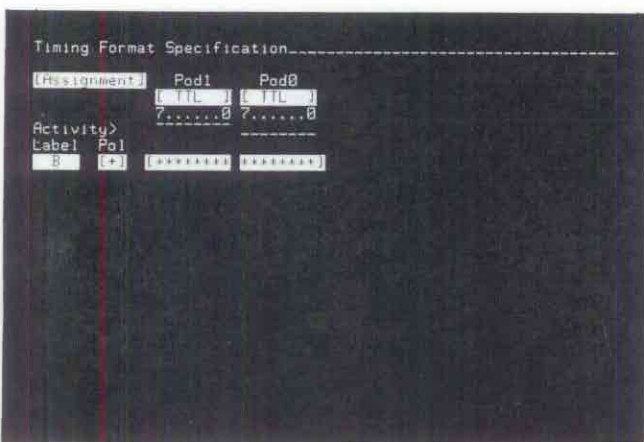 Timing Format Specification
[Assignment] Pod1 Pod0
[ TTL ] [ TTL ]
7......0 7......0
Activity>
Label Pol
B [+] [******** ********]